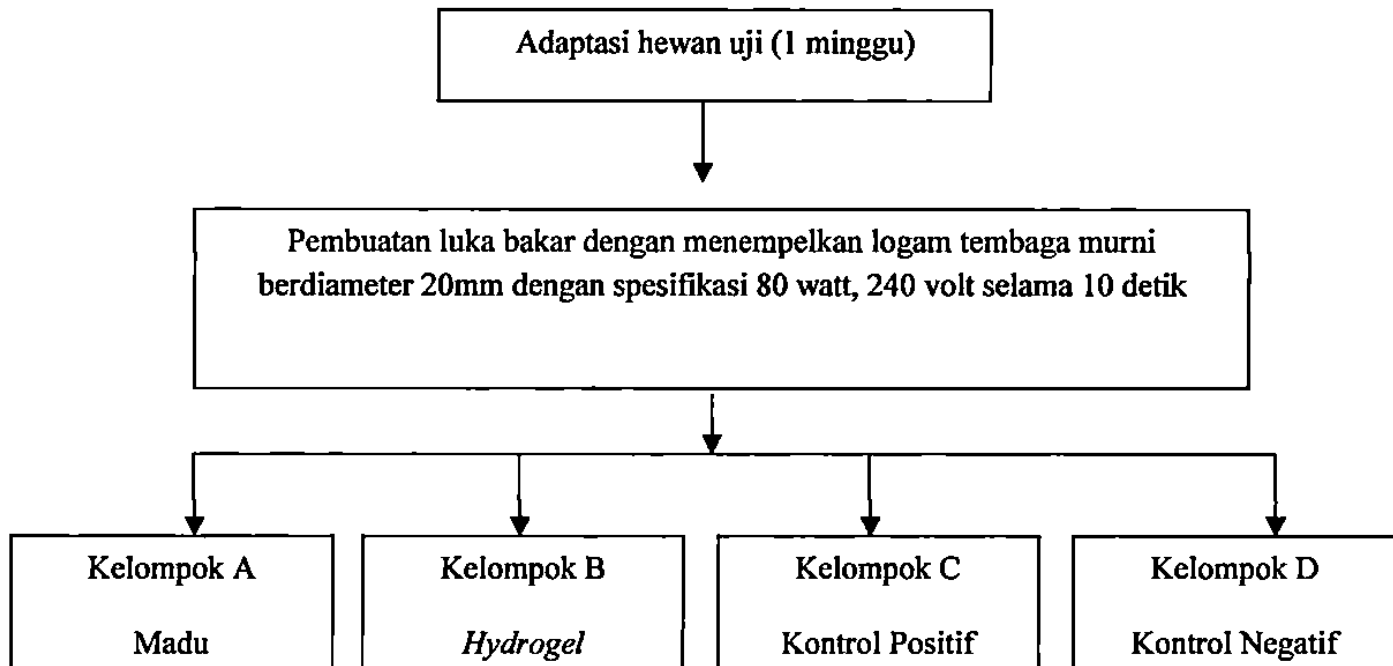 Adaptasi hewan uji (1 minggu)
Pembuatan luka bakar dengan menempelkan logam tembaga murni
berdiameter 20mm dengan spesifikasi 80 watt, 240 volt selama 10 detik
Kelompok A
Madu
Kelompok B
Hydrogel
Kelompok C
Kontrol Positif
Kelompok D
Kontrol Negatif